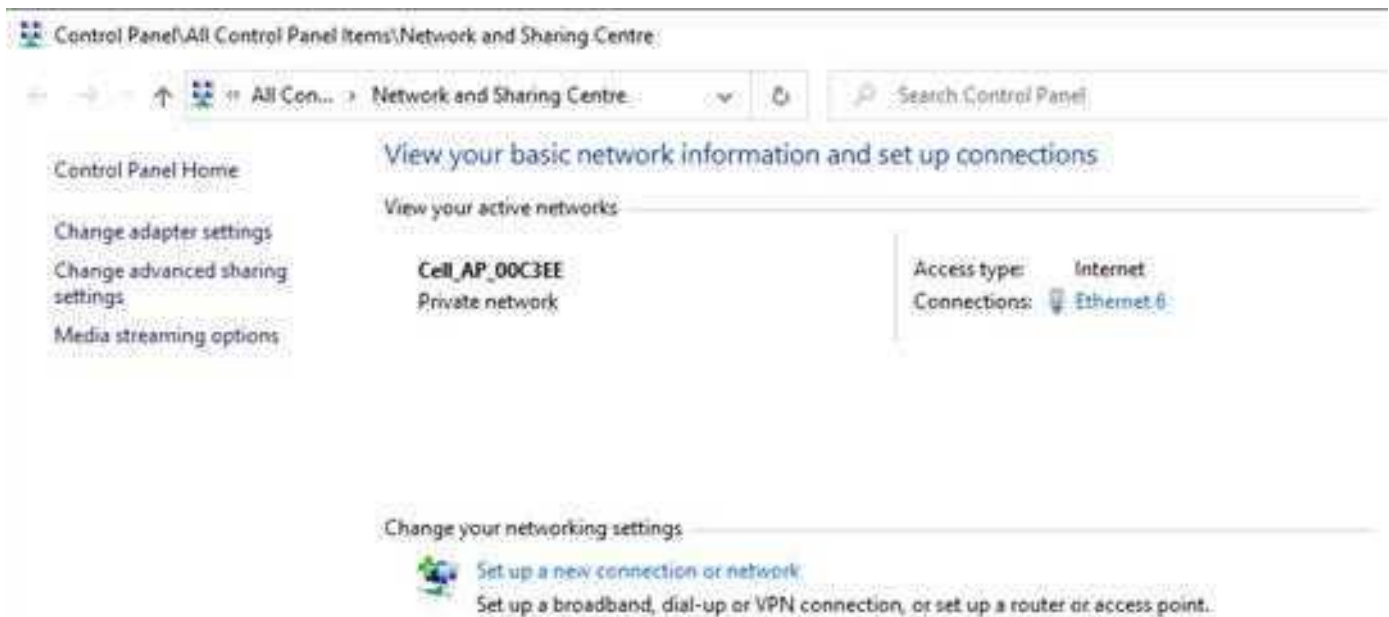 Control Panel\All Control Panel Items\Network and Sharing Centre
« All Con... › Network and Sharing Centre
Search Control Panel
Control Panel Home
Change adapter settings
Change advanced sharing
settings
Media streaming options
View your basic network information and set up connections
View your active networks
Cell_AP_00C3EE
Private network
Access type: Internet
Connections: Ethernet 6
Change your networking settings
Set up a new connection or network
Set up a broadband, dial-up or VPN connection, or set up a router or access point.